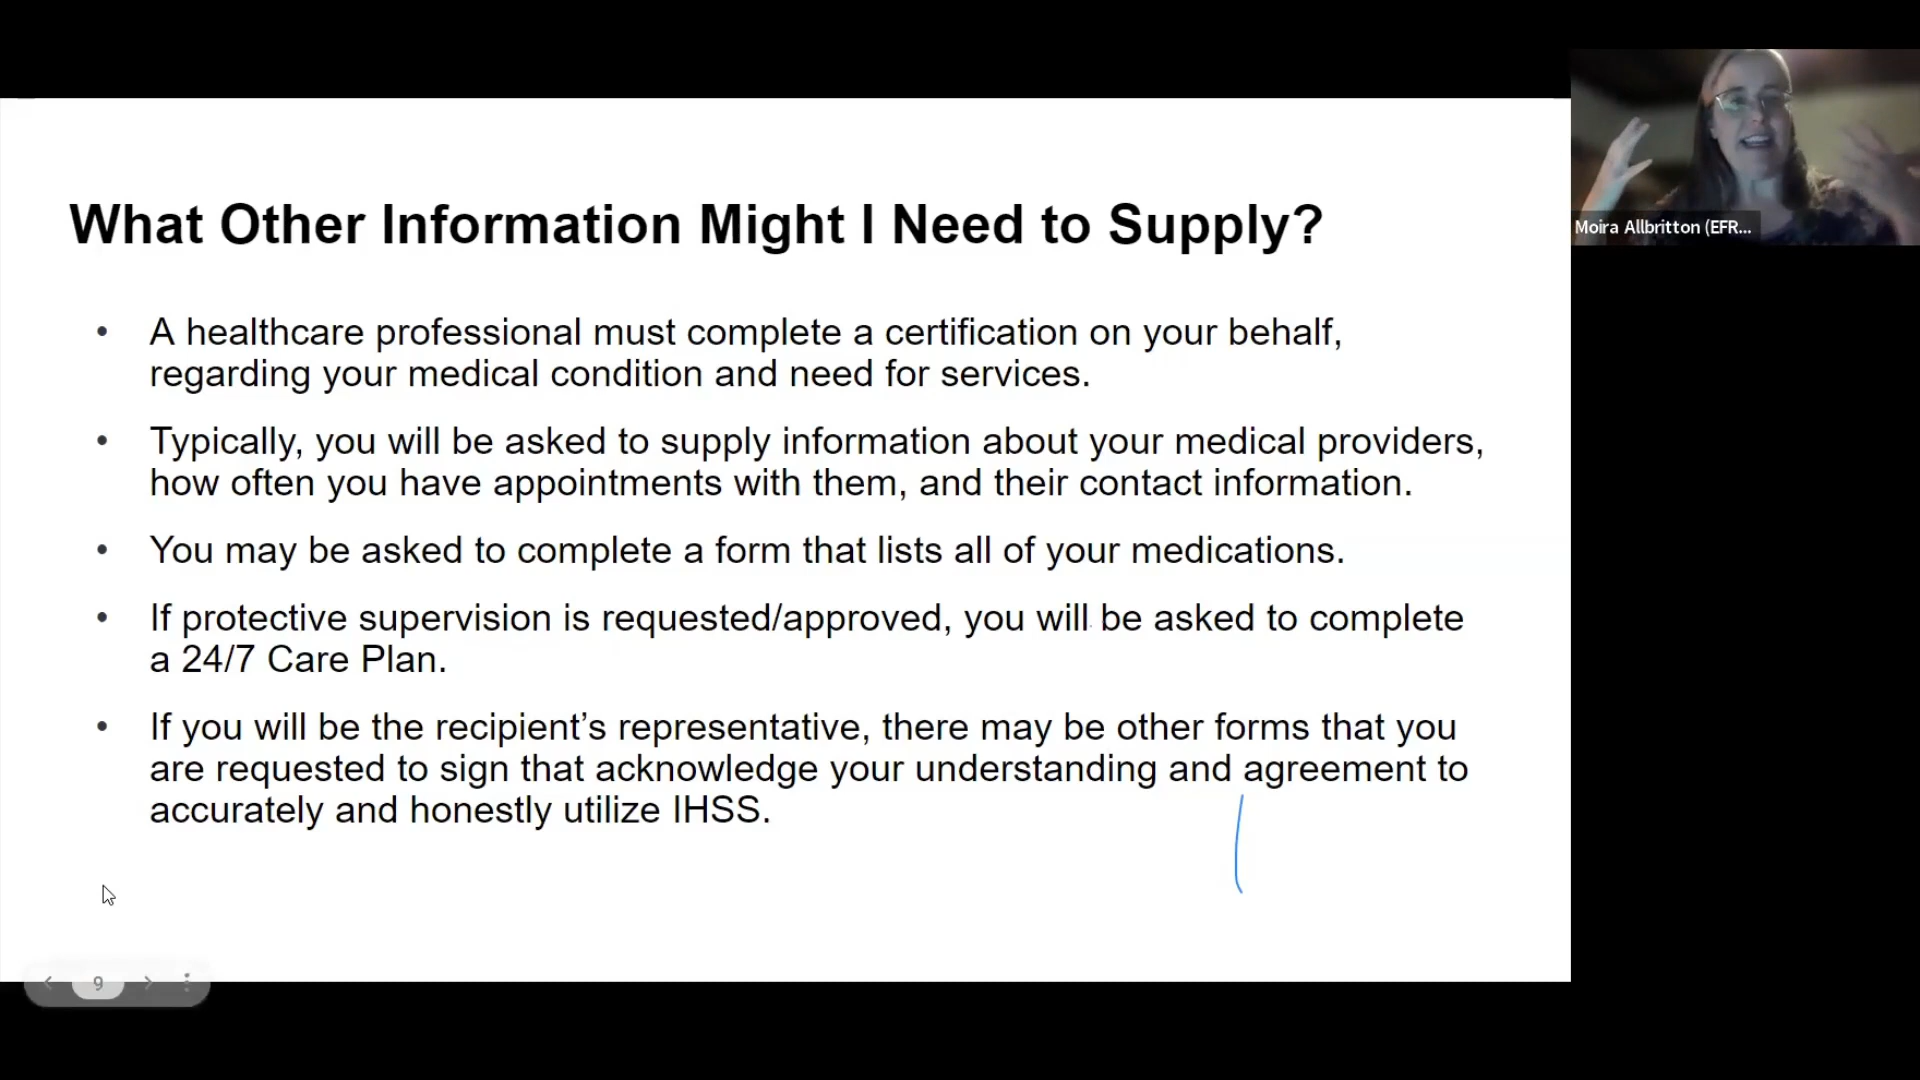 What Other Information Might I Need to Supply?
• A healthcare professional must complete a certification on your behalf,
regarding your medical condition and need for services.
• Typically, you will be asked to supply information about your medical providers,
how often you have appointments with them, and their contact information.
• You may be asked to complete a form that lists all of your medications.
• If protective supervision is requested/approved, you will be asked to complete
a 24/7 Care Plan.
• If you will be the recipient’s representative, there may be other forms that you
are requested to sign that acknowledge your understanding and agreement to
accurately and honestly utilize IHSS.
Moira Allbritton (EFR...
9